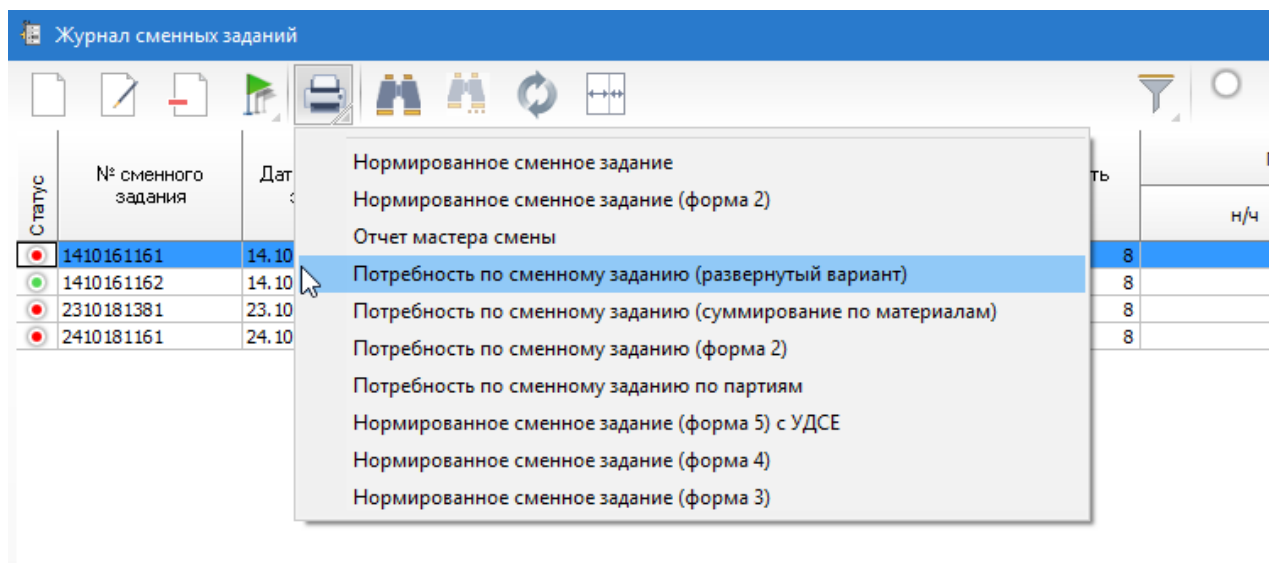 Журнал сменных заданий
Статус
№ сменного
задания
Дат
ть
н/ч
Нормированное сменное задание
Нормированное сменное задание (форма 2)
Отчет мастера смены
Потребность по сменному заданию (развернутый вариант)
Потребность по сменному заданию (суммирование по материалам)
Потребность по сменному заданию (форма 2)
Потребность по сменному заданию по партиям
Нормированное сменное задание (форма 5) с УДСЕ
Нормированное сменное задание (форма 4)
Нормированное сменное задание (форма 3)
1410161161 14.10 8
1410161162 14.10 8
2310181381 23.10 8
2410181161 24.10 8